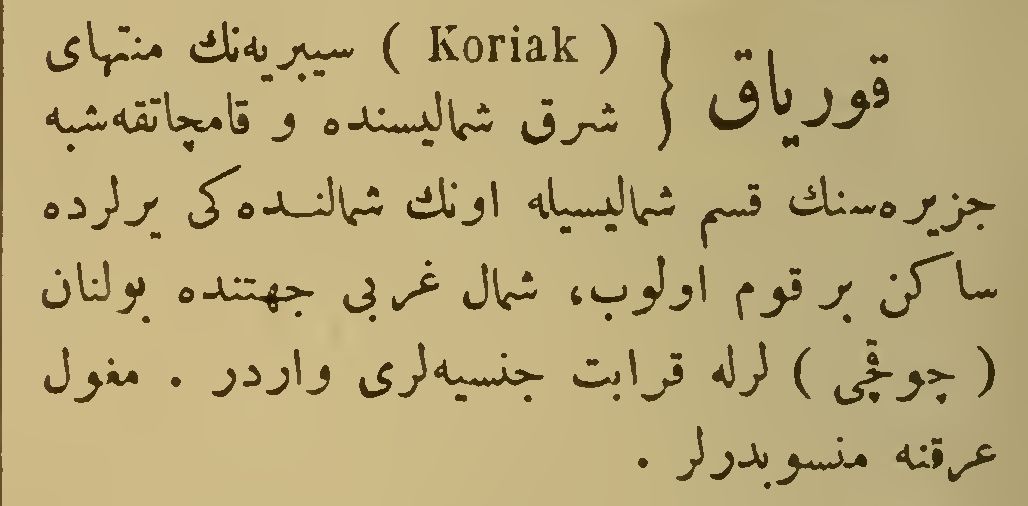 قورياق { ( Koriak ) سيبريه‌نك منتهاى
شرق شماليسنده و قامچاتقه شبه
جزيره‌سنك قسم شماليسيله اونك شمالنـــده‌كى يرلرده
ساكن بر قوم اولوب، شمال غربى جهتنده بولنان
( چوقچى ) لرله قرابت جنسيه‌لرى واردر . مغول
عرقنه منسوبدرلر .